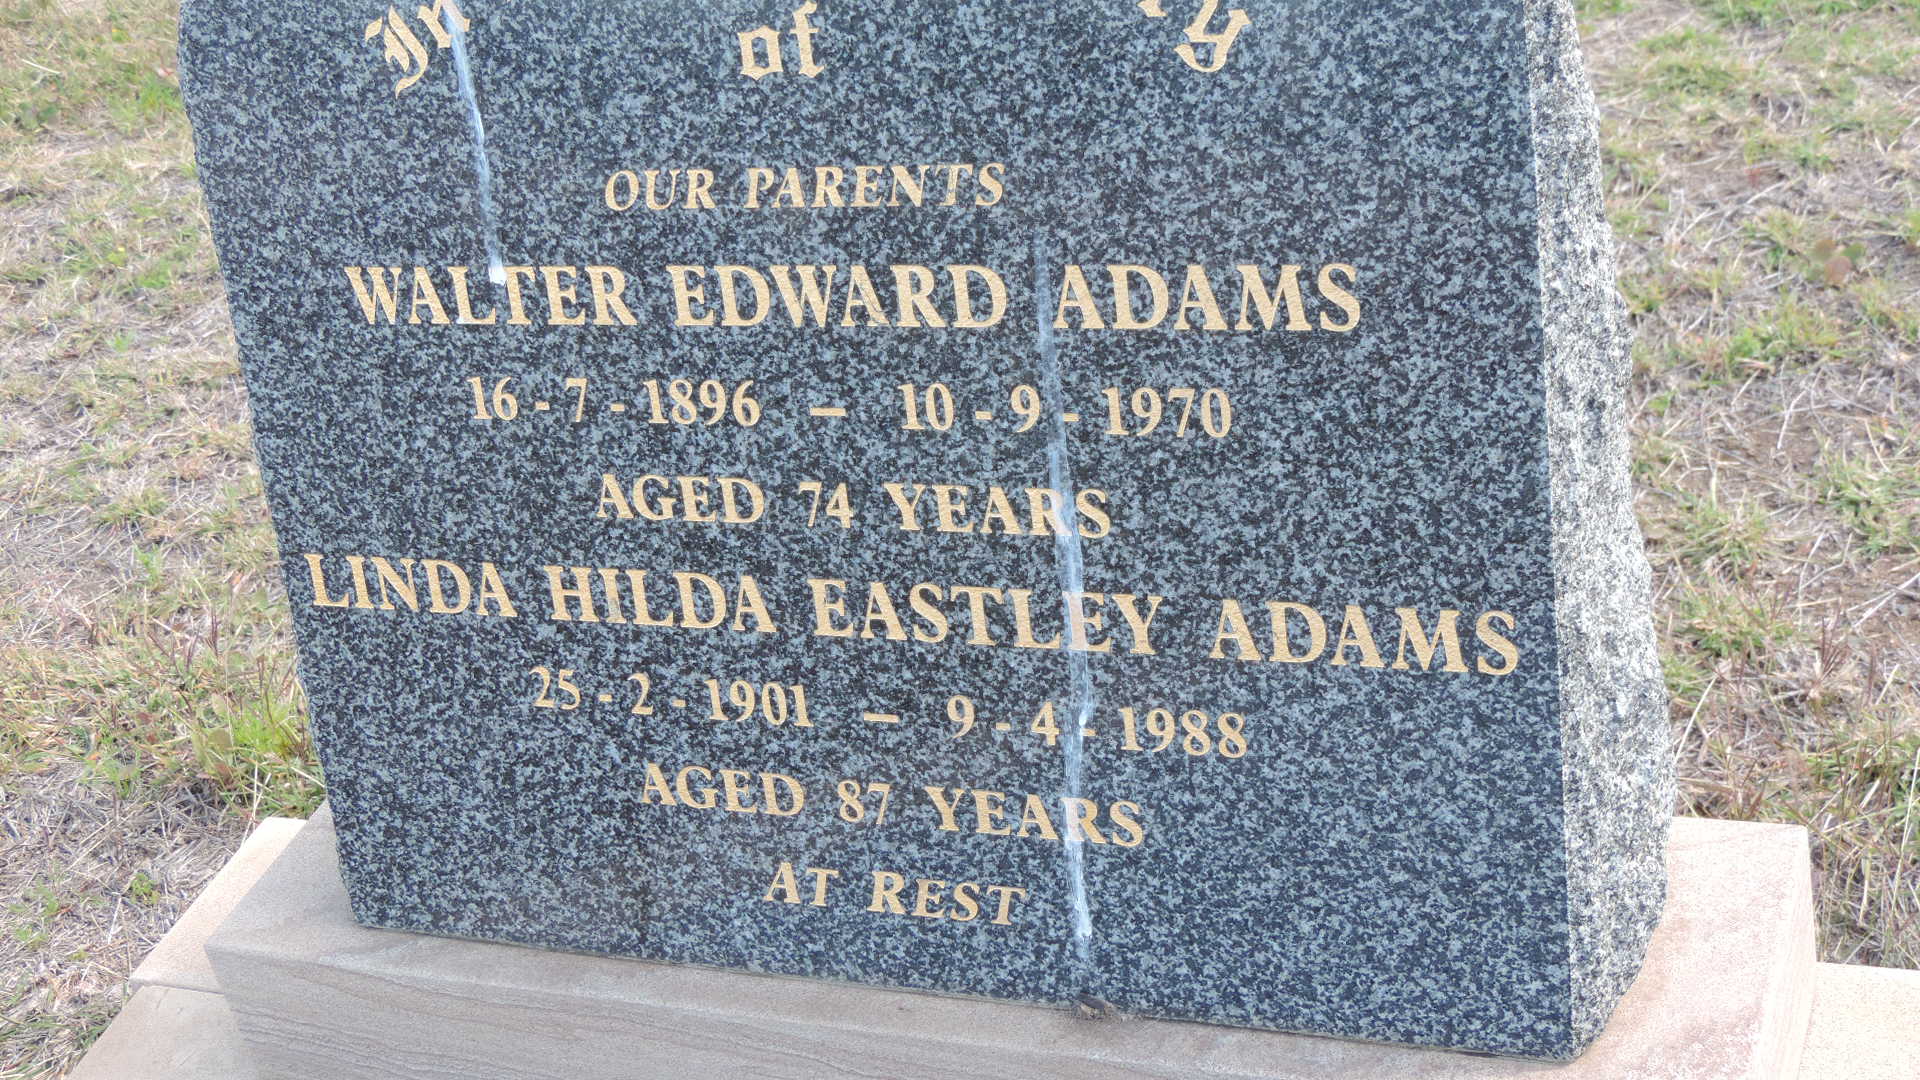 In of
OUR PARENTS
WALTER EDWARD ADAMS
16 - 7 - 1896 — 10 - 9 - 1970
AGED 74 YEARS
LINDA HILDA EASTLEY ADAMS
25 - 2 - 1901 — 9 - 4 - 1988
AGED 87 YEARS
AT REST